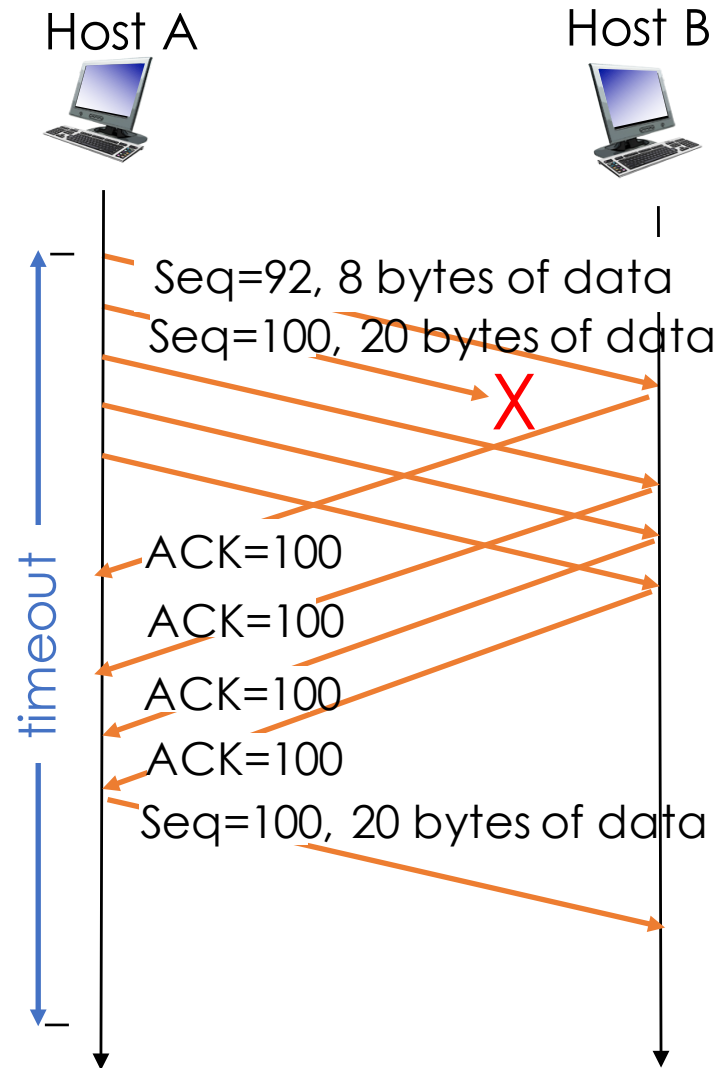 Host A
Host B
Seq=92, 8 bytes of data
Seq=100, 20 bytes of data
X
ACK=100
ACK=100
timeout
ACK=100
ACK=100
Seq=100, 20 bytes of data